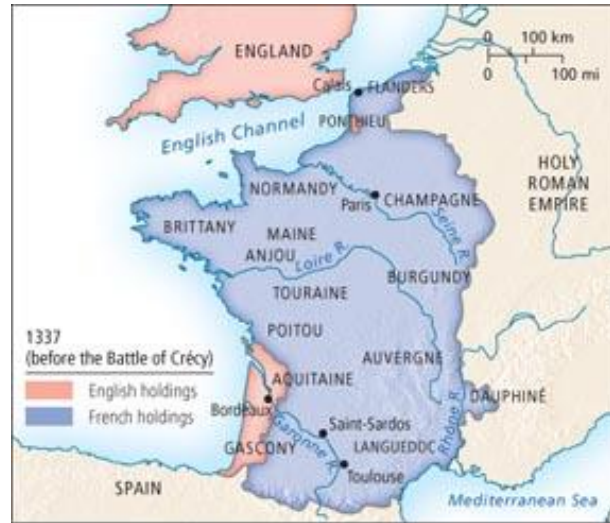 ENGLAND
0 100 km
0 100 mi
Calais
FLANDERS
English Channel
PONTHIEU
HOLY
ROMAN
EMPIRE
NORMANDY
Paris
CHAMPAGNE
Seine R.
BRITTANY
MAINE
ANJOU
Loire R.
BURGUNDY
TOURAINE
POITOU
1337
(before the Battle of Crécy)
English holdings
French holdings
AUVERGNE
AQUITAINE
DAUPHINÉ
Bordeaux
Rhône R.
Saint-Sardos
Garonne R.
GASCONY
LANGUEDOC
Toulouse
SPAIN
Mediterranean Sea